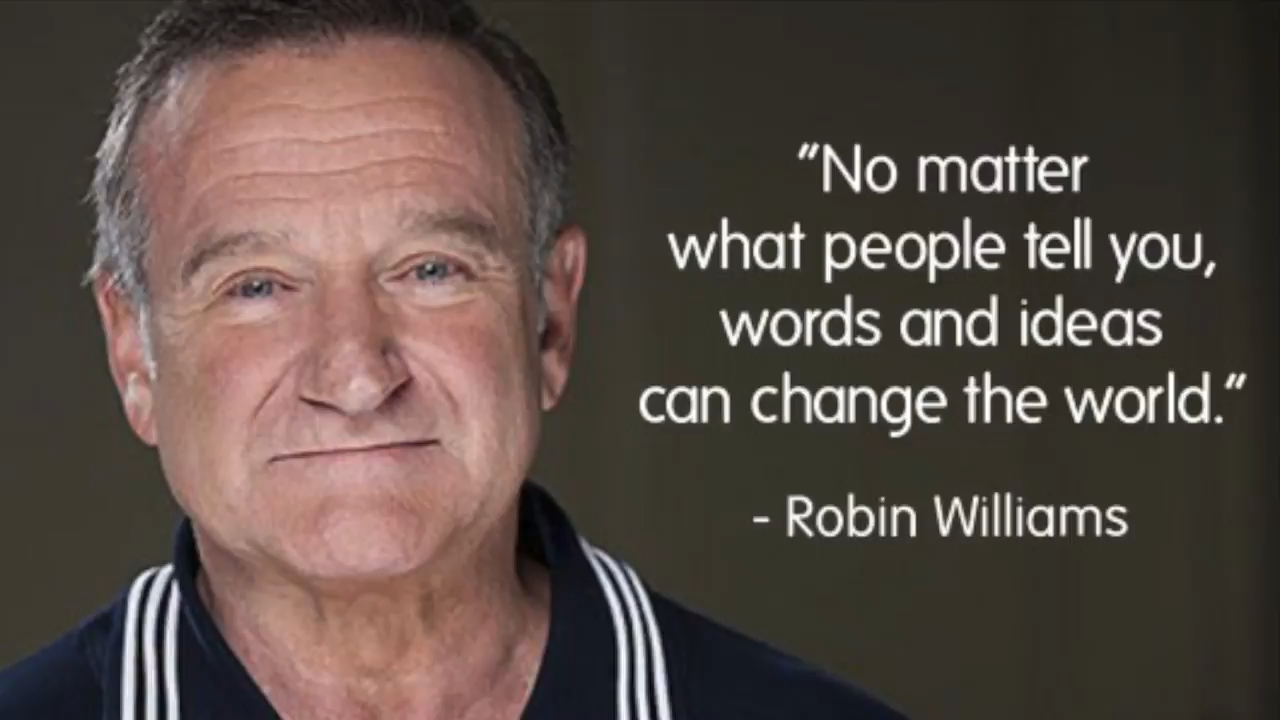 “No matter
what people tell you,
words and ideas
can change the world.”
- Robin Williams